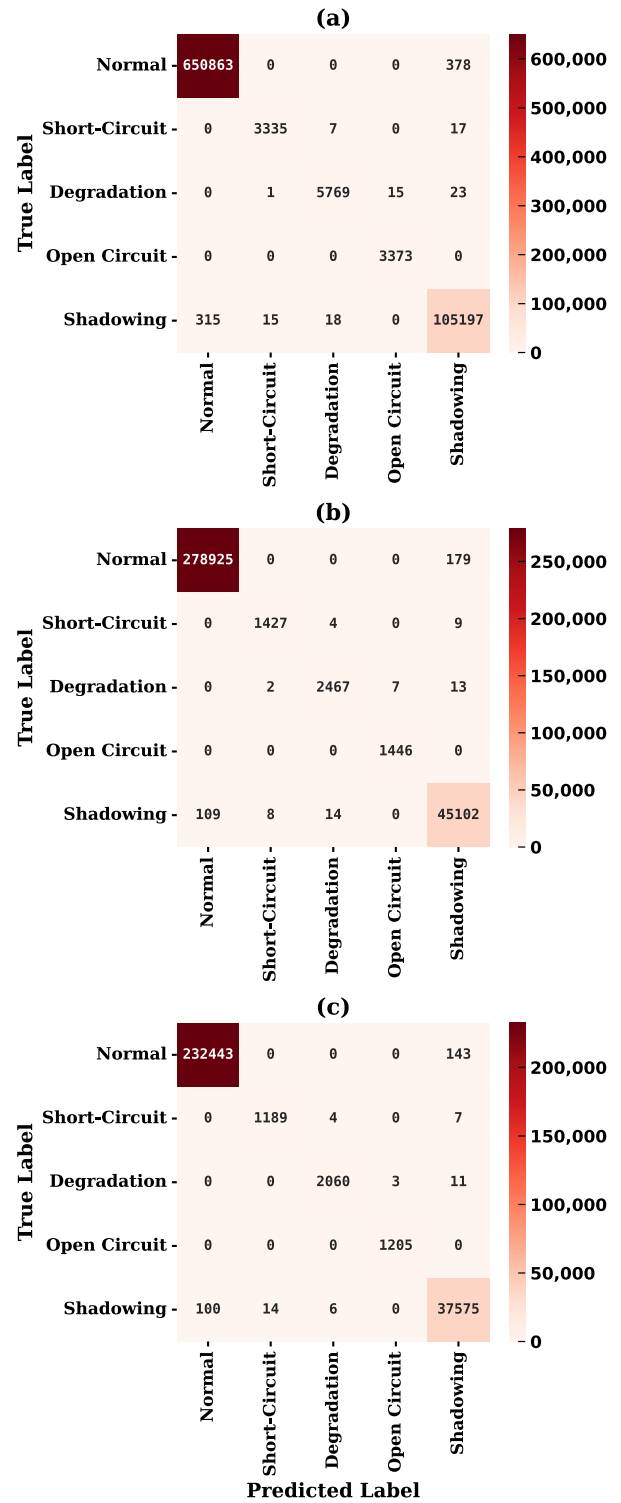 (a)
True Label
Normal 650863 0 0 0 378
Short-Circuit 0 3335 7 0 17
Degradation 0 1 5769 15 23
Open Circuit 0 0 0 3373 0
Shadowing 315 15 18 0 105197
Normal Short-Circuit Degradation Open Circuit Shadowing
600,000
500,000
400,000
300,000
200,000
100,000
0
(b)
True Label
Normal 278925 0 0 0 179
Short-Circuit 0 1427 4 0 9
Degradation 0 2 2467 7 13
Open Circuit 0 0 0 1446 0
Shadowing 109 8 14 0 45102
Normal Short-Circuit Degradation Open Circuit Shadowing
250,000
200,000
150,000
100,000
50,000
0
(c)
True Label
Normal 232443 0 0 0 143
Short-Circuit 0 1189 4 0 7
Degradation 0 0 2060 3 11
Open Circuit 0 0 0 1205 0
Shadowing 100 14 6 0 37575
Normal Short-Circuit Degradation Open Circuit Shadowing
200,000
150,000
100,000
50,000
0
Predicted Label